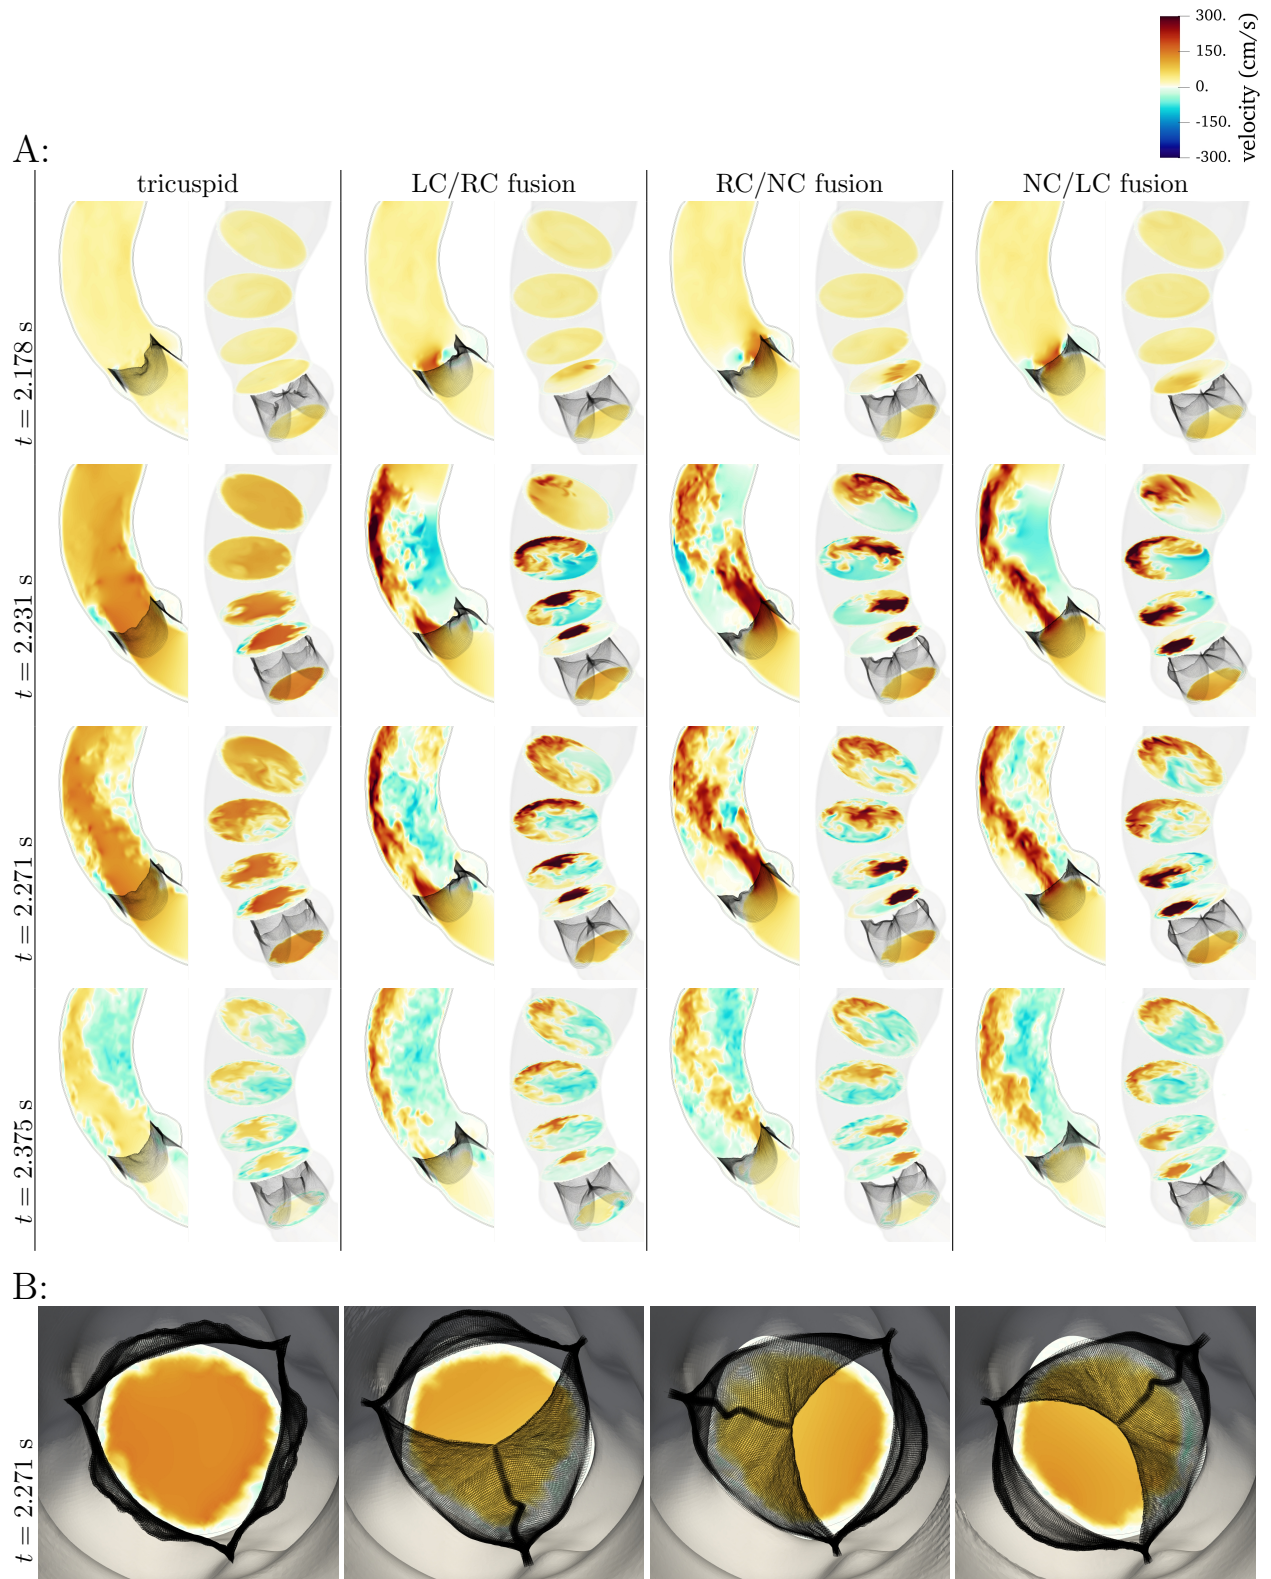 300.
150.
0.
-150.
-300.
velocity (cm/s)
A:
tricuspid
LC/RC fusion
RC/NC fusion
NC/LC fusion
t = 2.178 s
t = 2.231 s
t = 2.271 s
t = 2.375 s
B:
t = 2.271 s